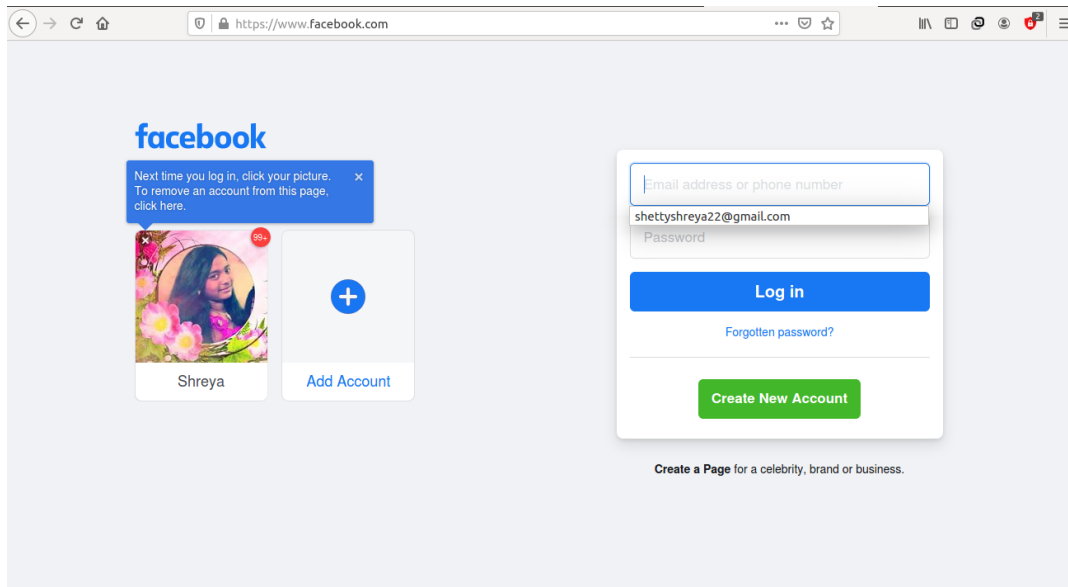 https://www.facebook.com
2
facebook
Next time you log in, click your picture.
To remove an account from this page,
click here.
99+
Shreya
Add Account
Email address or phone number
shettyshreya22@gmail.com
Password
Log in
Forgotten password?
Create New Account
Create a Page for a celebrity, brand or business.